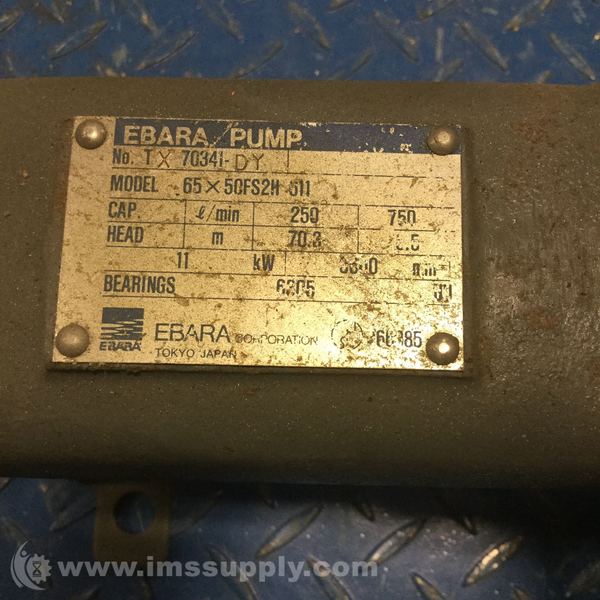 EBARA PUMP
No. TX 70341-DY
MODEL 65×50FS2H 511
CAP. ℓ/min 250 750
HEAD m 70.3
11 kW
BEARINGS 6305
EBARA
EBARA CORPORATION
TOKYO JAPAN
www.imssupply.com